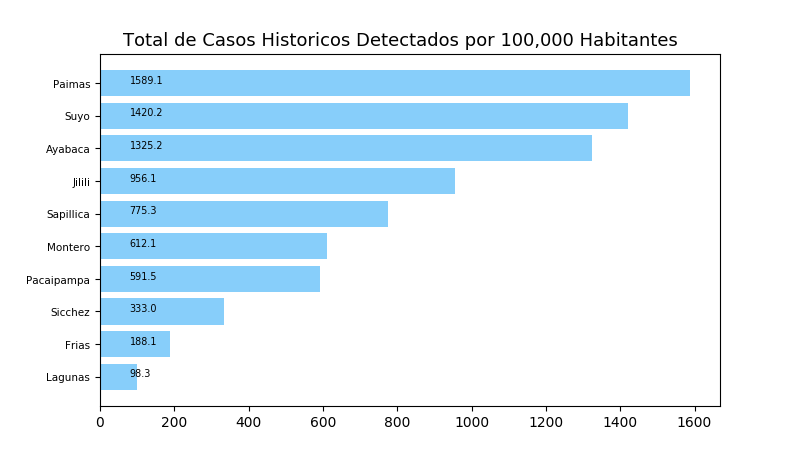 Total de Casos Historicos Detectados por 100,000 Habitantes
Paimas 1589.1
Suyo 1420.2
Ayabaca 1325.2
Jilili 956.1
Sapillica 775.3
Montero 612.1
Pacaipampa 591.5
Sicchez 333.0
Frias 188.1
Lagunas 98.3
0 200 400 600 800 1000 1200 1400 1600